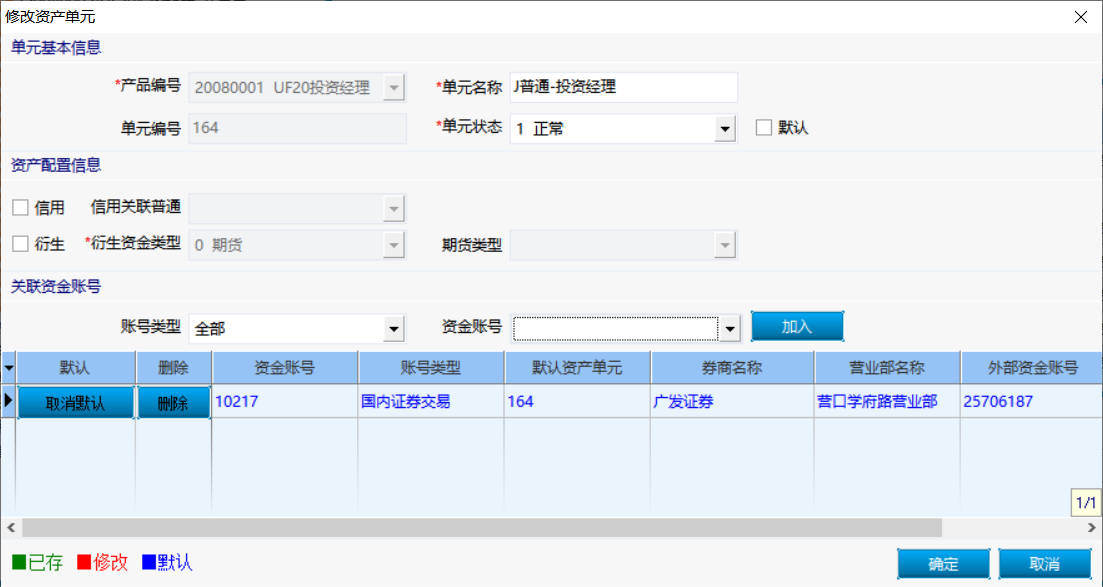 修改资产单元
单元基本信息
*产品编号 20080001 UF20投资经理 *单元名称 J普通-投资经理
单元编号 164 *单元状态 1 正常 默认
资产配置信息
信用 信用关联普通
衍生 *衍生资金类型 0 期货 期货类型
关联资金账号
账号类型 全部 资金账号 加入
默认 删除 资金账号 账号类型 默认资产单元 券商名称 营业部名称 外部资金账号
取消默认 删除 10217 国内证券交易 164 广发证券 营口学府路营业部 25706187
1/1
已存 修改 默认 确定 取消